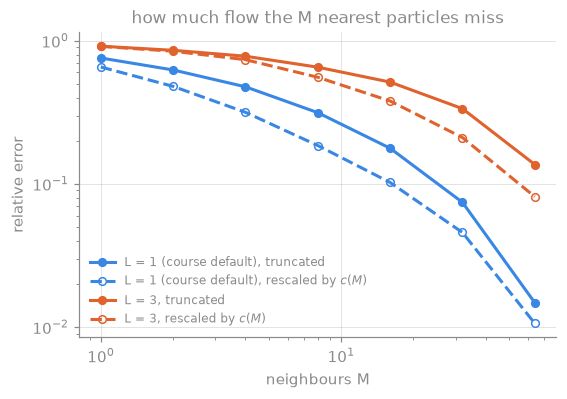 how much flow the M nearest particles miss
relative error
10⁰
10⁻¹
10⁻²
L = 1 (course default), truncated
L = 1 (course default), rescaled by c(M)
L = 3, truncated
L = 3, rescaled by c(M)
10⁰
10¹
neighbours M